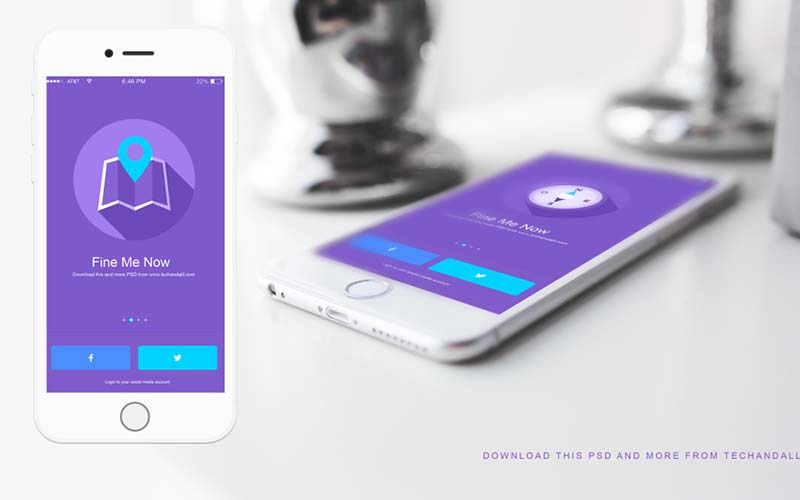 AT&T 6:46 PM 22%
Fine Me Now
Download this and more PSD from www.techandall.com
Login to your social media account
Fine Me Now
DOWNLOAD THIS PSD AND MORE FROM TECHANDALL